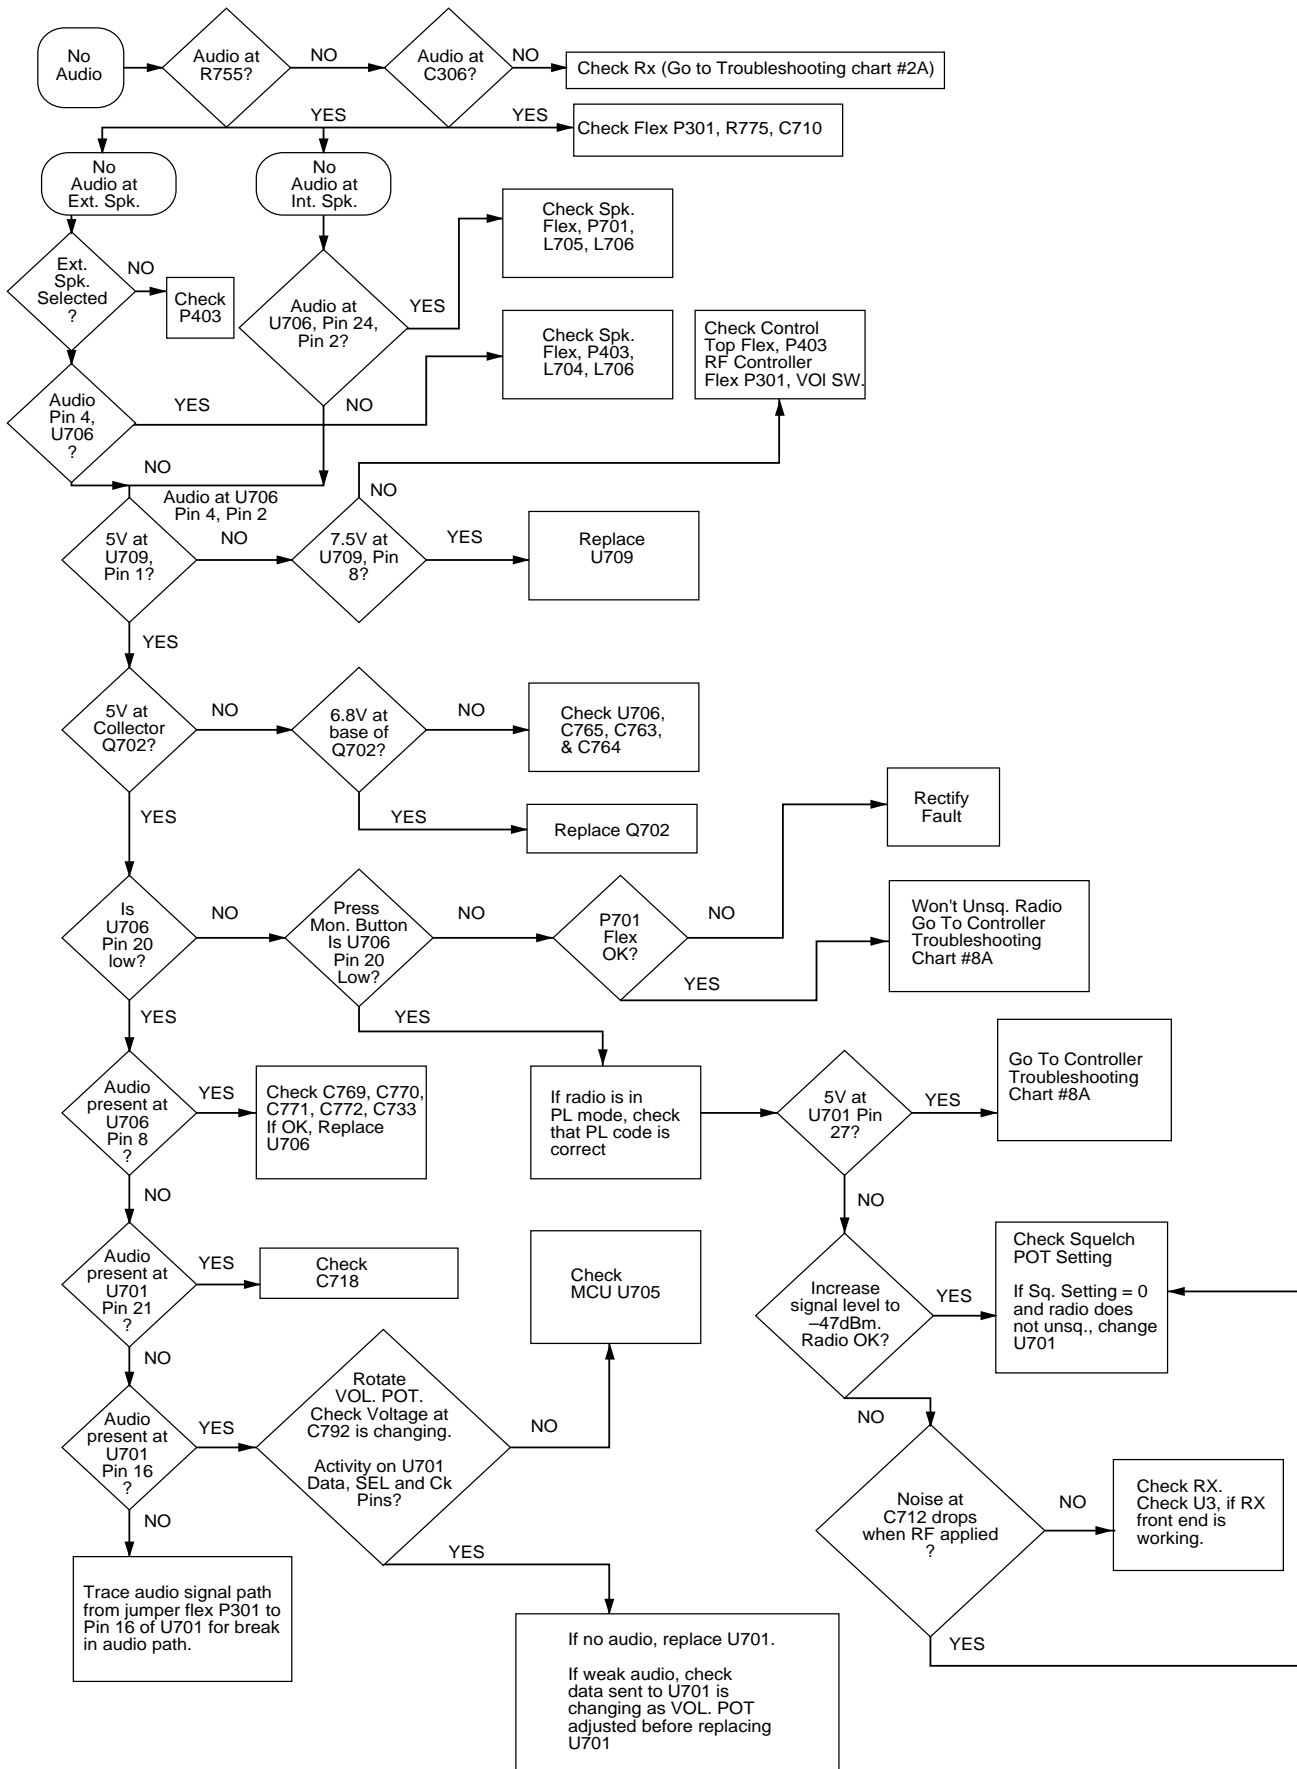 No
Audio
Audio at
R755?
NO
Audio at
C306?
NO
Check Rx (Go to Troubleshooting chart #2A)
YES
YES
Check Flex P301, R775, C710
No
Audio at
Ext. Spk.
No
Audio at
Int. Spk.
Check Spk.
Flex, P701,
L705, L706
Ext.
Spk.
Selected
?
NO
Check
P403
Audio at
U706, Pin 24,
Pin 2?
YES
Check Spk.
Flex, P403,
L704, L706
Check Control
Top Flex, P403
RF Controller
Flex P301, VOl SW.
Audio
Pin 4,
U706
?
YES
NO
NO
Audio at U706
Pin 4, Pin 2
NO
5V at
U709,
Pin 1?
NO
7.5V at
U709, Pin
8?
YES
Replace
U709
YES
5V at
Collector
Q702?
NO
6.8V at
base of
Q702?
NO
Check U706,
C765, C763,
& C764
YES
YES
Replace Q702
Rectify
Fault
Is
U706
Pin 20
low?
NO
Press
Mon. Button
Is U706
Pin 20
Low?
NO
P701
Flex
OK?
NO
Won't Unsq. Radio
Go To Controller
Troubleshooting
Chart #8A
YES
YES
YES
Audio
present at
U706
Pin 8
?
YES
Check C769, C770,
C771, C772, C733
If OK, Replace
U706
If radio is in
PL mode, check
that PL code is
correct
5V at
U701 Pin
27?
YES
Go To Controller
Troubleshooting
Chart #8A
NO
NO
Audio
present at
U701
Pin 21
?
YES
Check
C718
Check
MCU U705
Increase
signal level to
–47dBm.
Radio OK?
YES
Check Squelch
POT Setting
If Sq. Setting = 0
and radio does
not unsq., change
U701
NO
NO
Audio
present at
U701
Pin 16
?
YES
Rotate
VOL. POT.
Check Voltage at
C792 is changing.
Activity on U701
Data, SEL and Ck
Pins?
NO
Noise at
C712 drops
when RF applied
?
NO
Check RX.
Check U3, if RX
front end is
working.
NO
YES
YES
Trace audio signal path
from jumper flex P301 to
Pin 16 of U701 for break
in audio path.
If no audio, replace U701.
If weak audio, check
data sent to U701 is
changing as VOL. POT
adjusted before replacing
U701